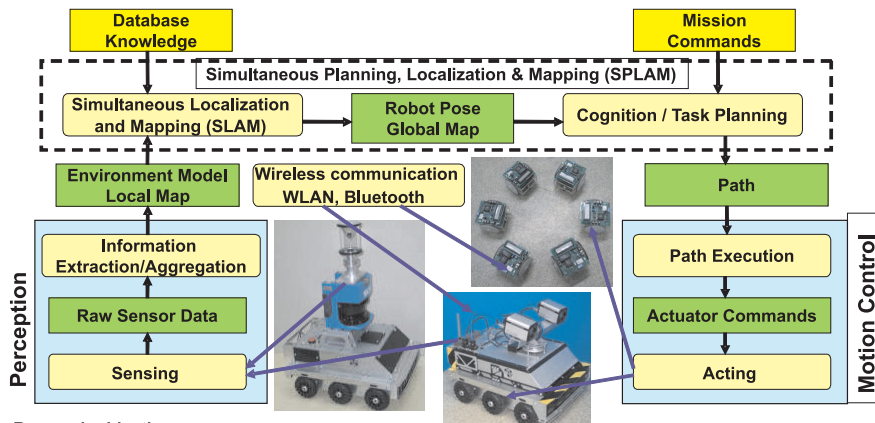 Database
Knowledge
Mission
Commands
Simultaneous Planning, Localization & Mapping (SPLAM)
Simultaneous Localization
and Mapping (SLAM)
Robot Pose
Global Map
Cognition / Task Planning
Environment Model
Local Map
Wireless communication
WLAN, Bluetooth
Path
Perception
Information
Extraction/Aggregation
Raw Sensor Data
Sensing
Motion Control
Path Execution
Actuator Commands
Acting